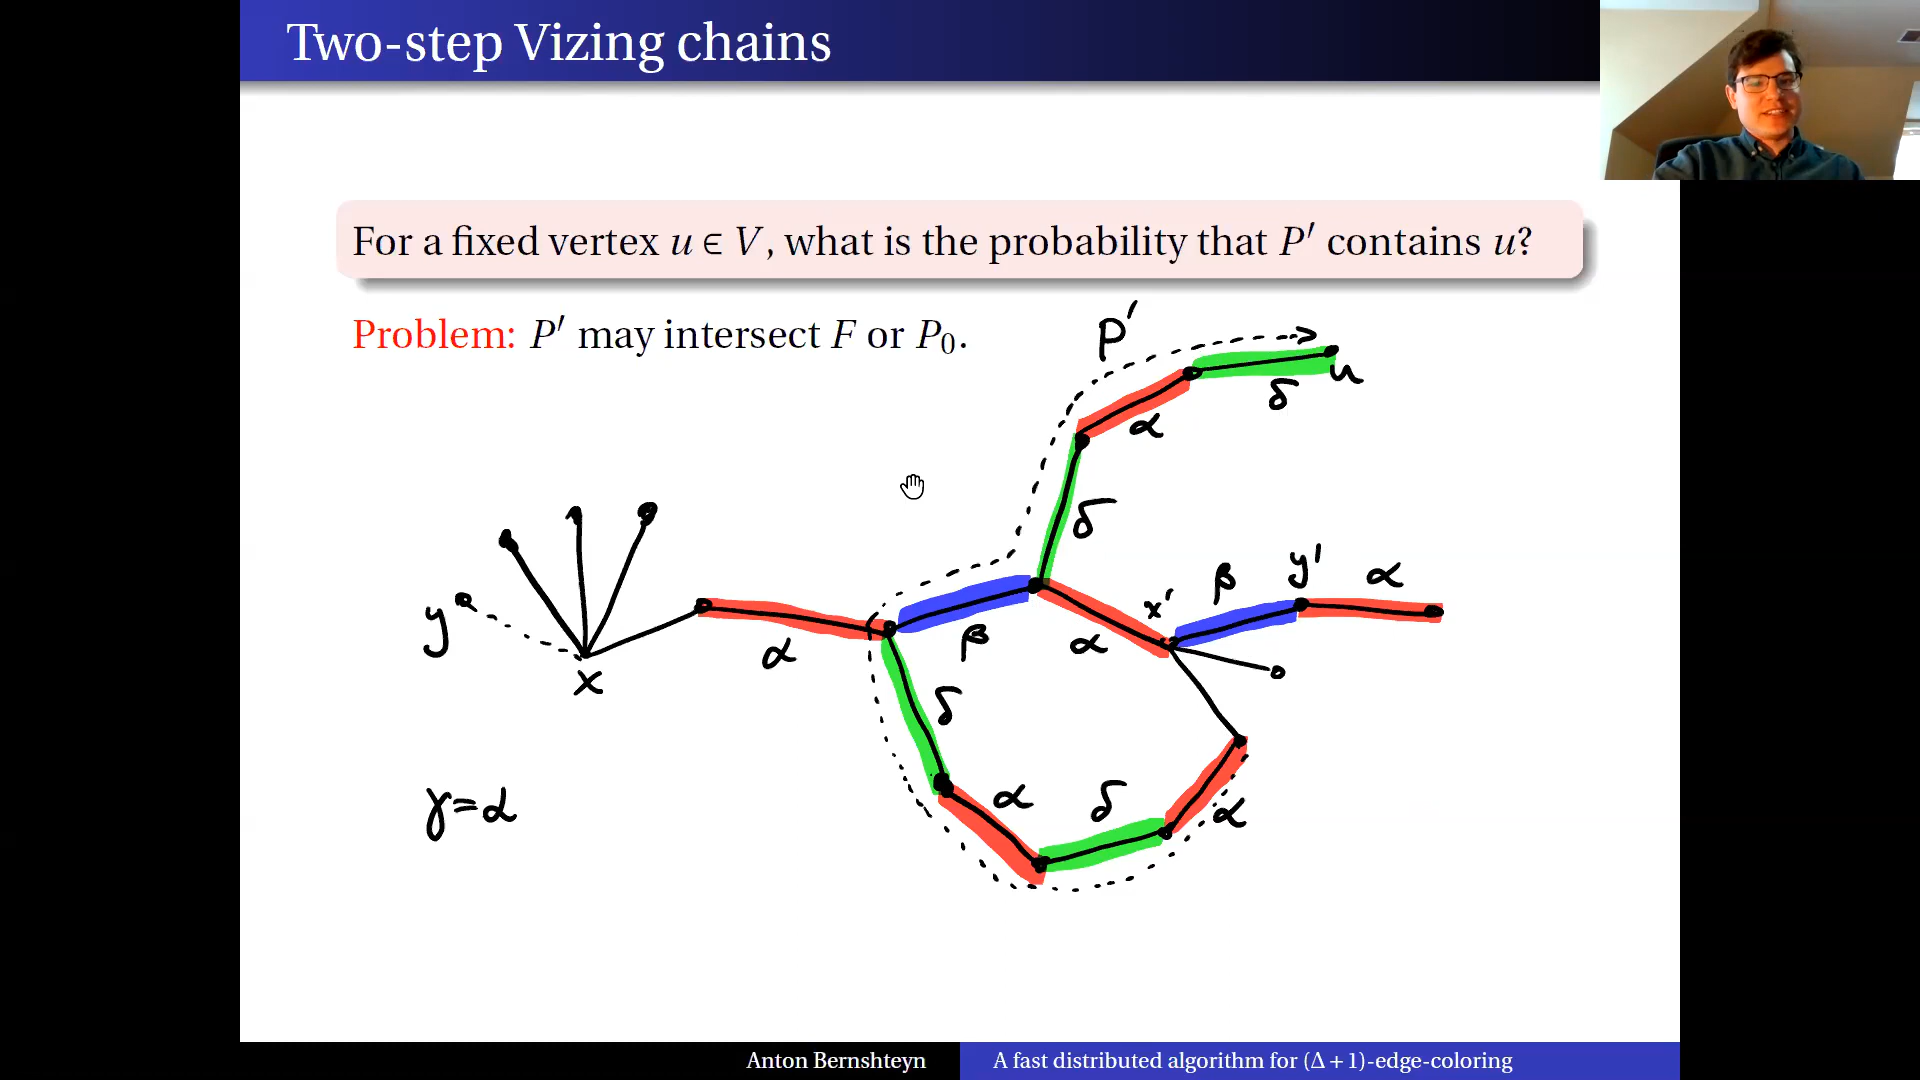 Two-step Vizing chains
For a fixed vertex u ∈ V, what is the probability that P′ contains u?
Problem: P′ may intersect F or P₀.
P′
u
δ
α
δ
y′
α
β
x′
y
α
β
α
x
δ
α
δ
α
γ=α
Anton Bernshteyn
A fast distributed algorithm for (Δ + 1)-edge-coloring